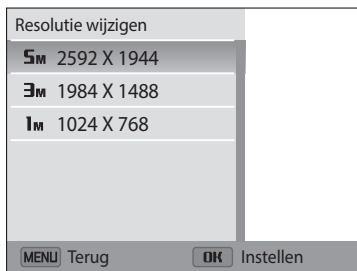 Resolutie wijzigen
5M 2592 X 1944
3M 1984 X 1488
1M 1024 X 768
MENU Terug OK Instellen